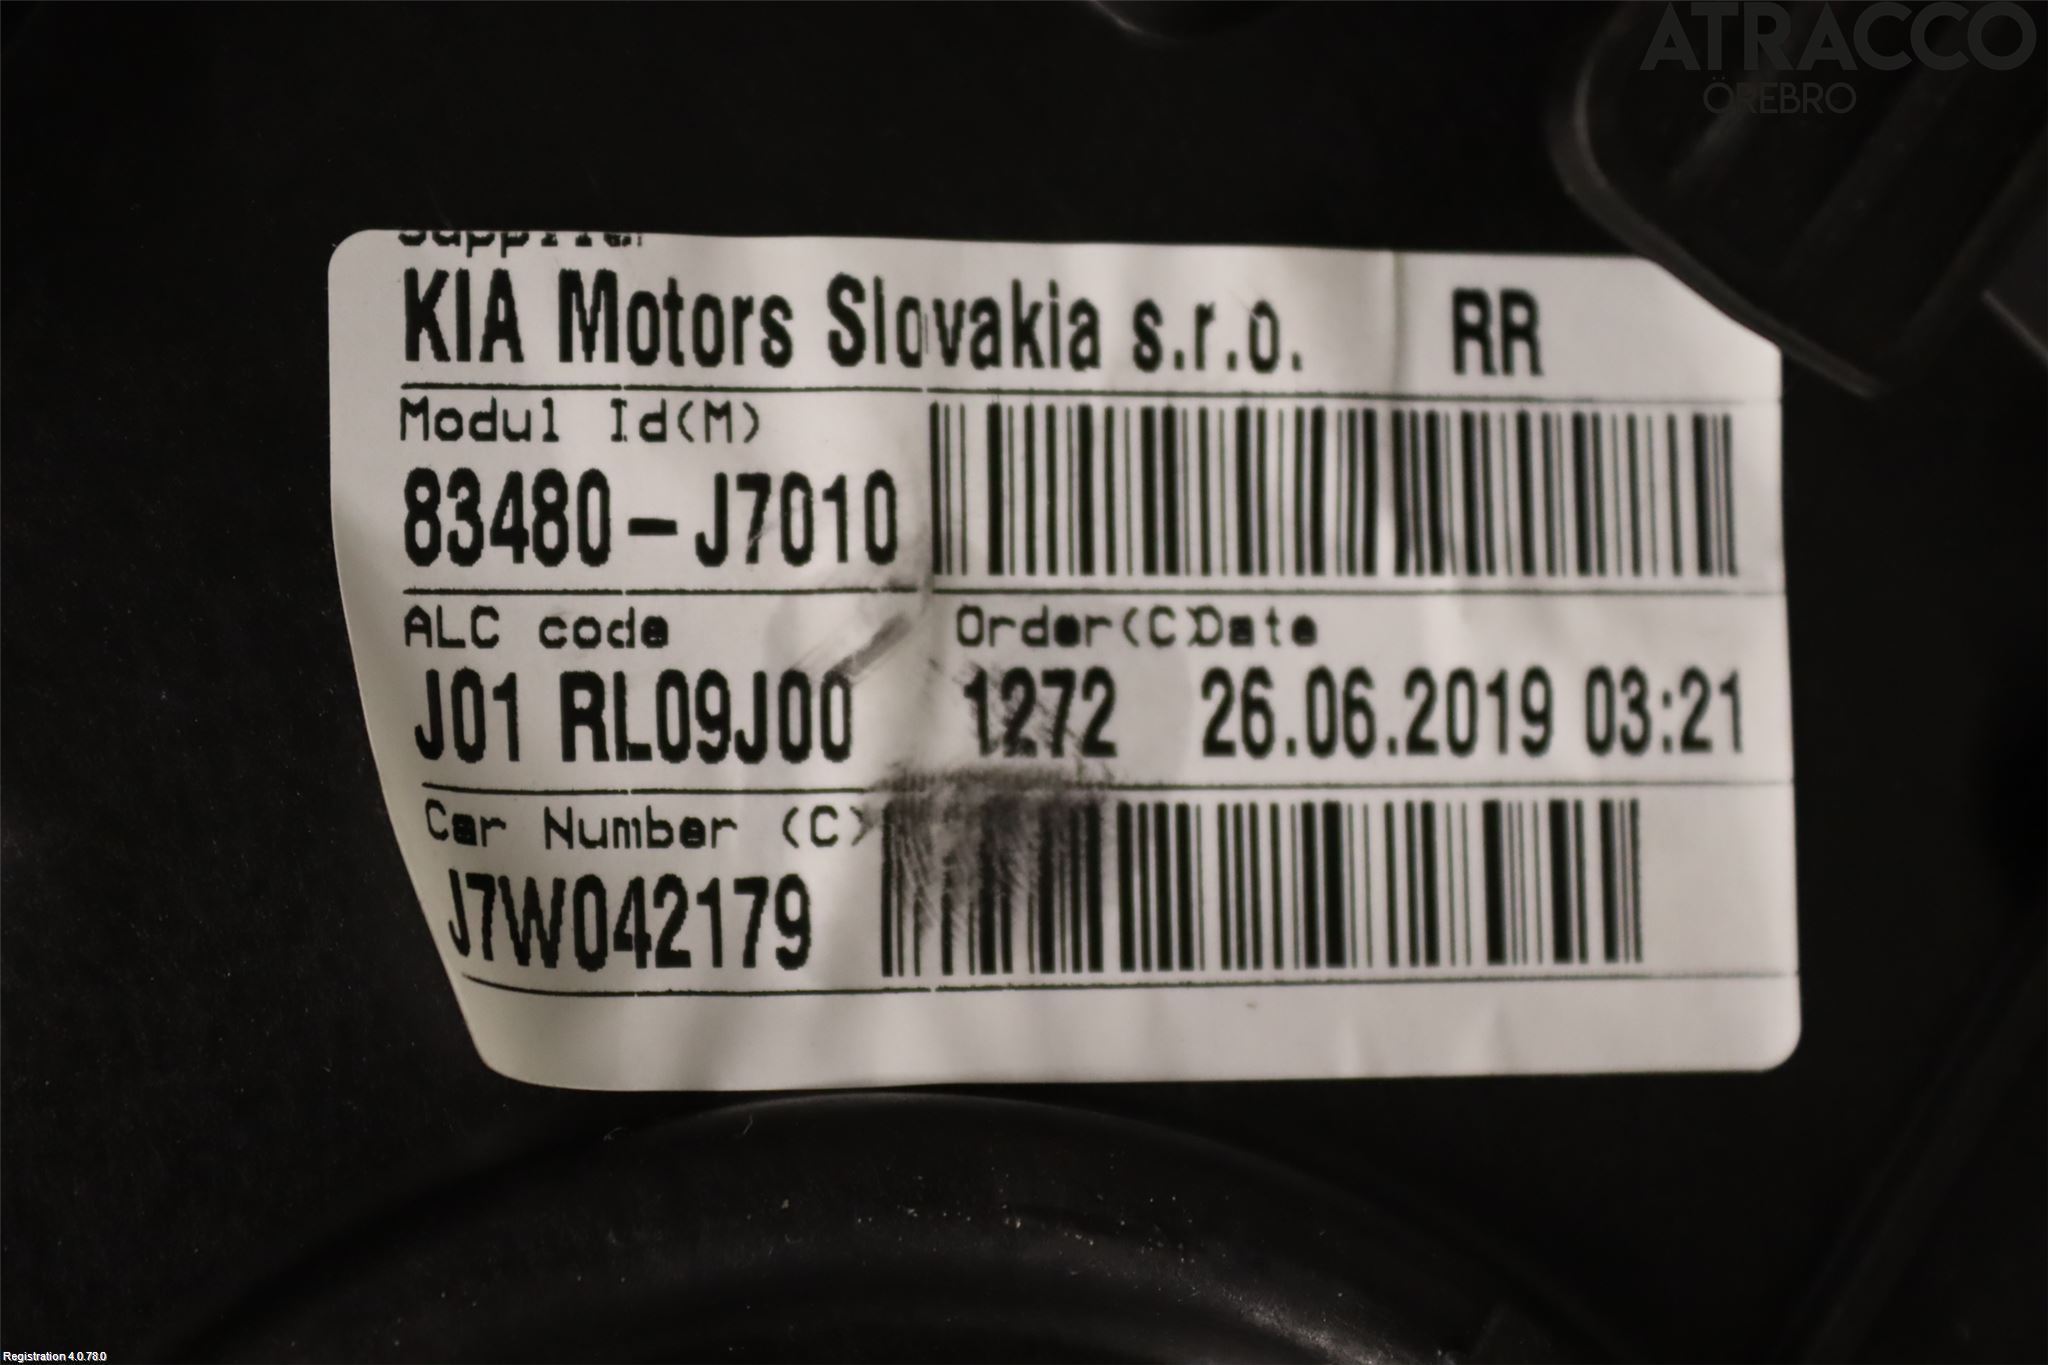 ATRACCO
ÖREBRO
Supplier
KIA Motors Slovakia s.r.o. RR
Modul Id(M)
83480-J7010
ALC code Order(C)Date
J01 RL09J00 1272 26.06.2019 03:21
Car Number (C)
J7W042179
Registration 4.0.78.0